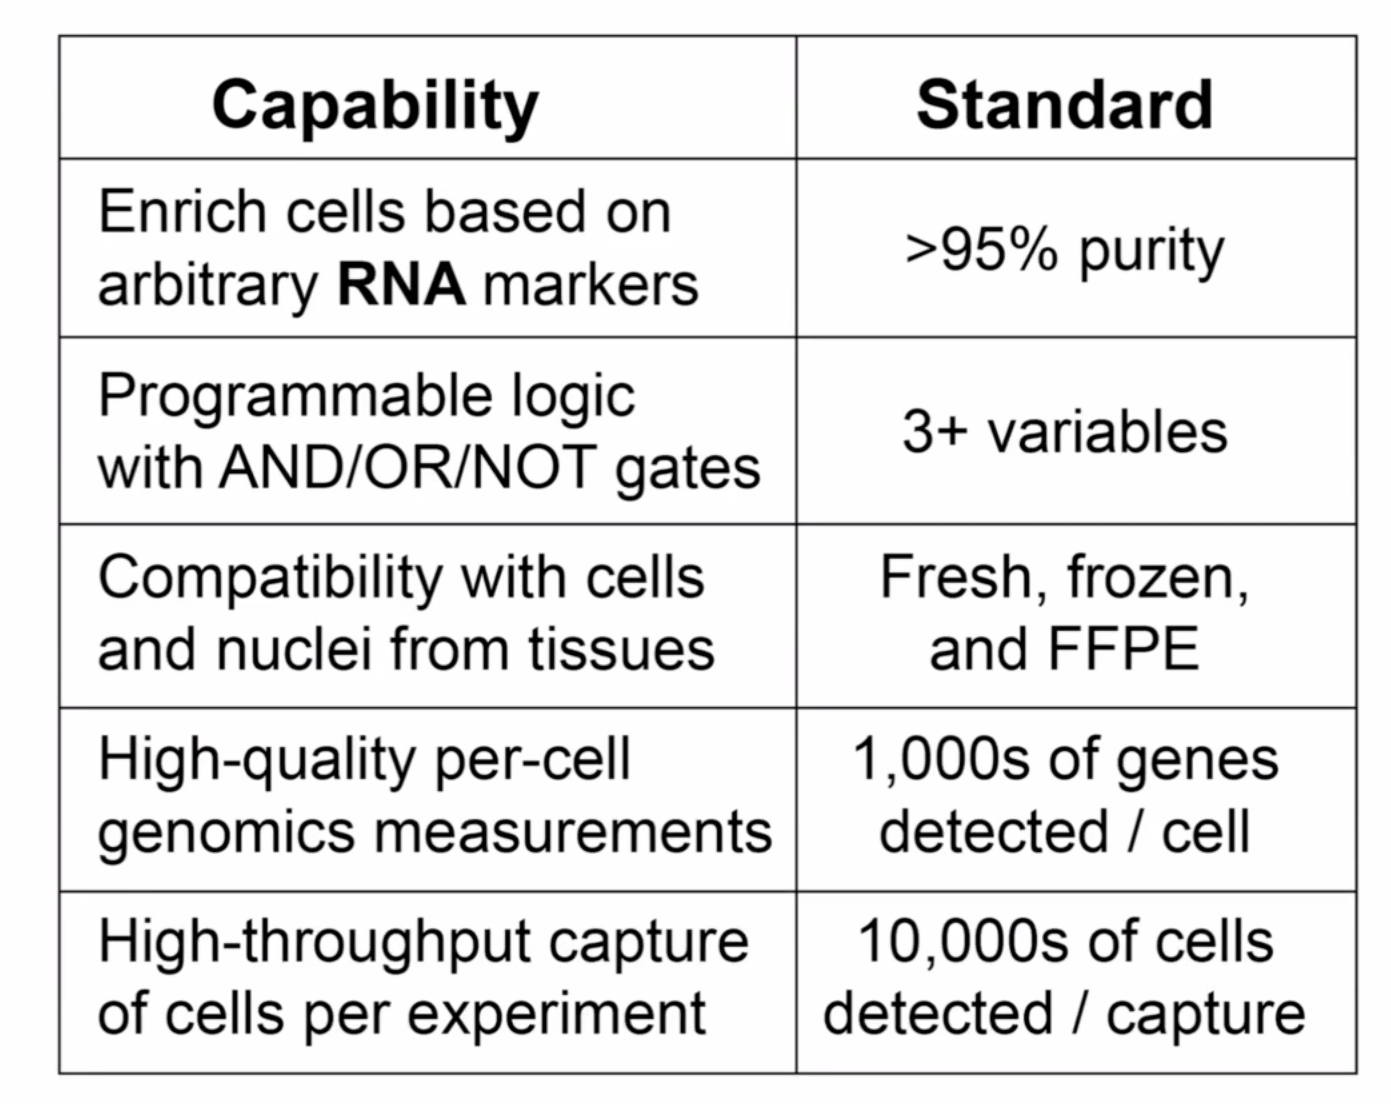 Capability
Standard
Enrich cells based on
arbitrary RNA markers
>95% purity
Programmable logic
with AND/OR/NOT gates
3+ variables
Compatibility with cells
and nuclei from tissues
Fresh, frozen,
and FFPE
High-quality per-cell
genomics measurements
1,000s of genes
detected / cell
High-throughput capture
of cells per experiment
10,000s of cells
detected / capture